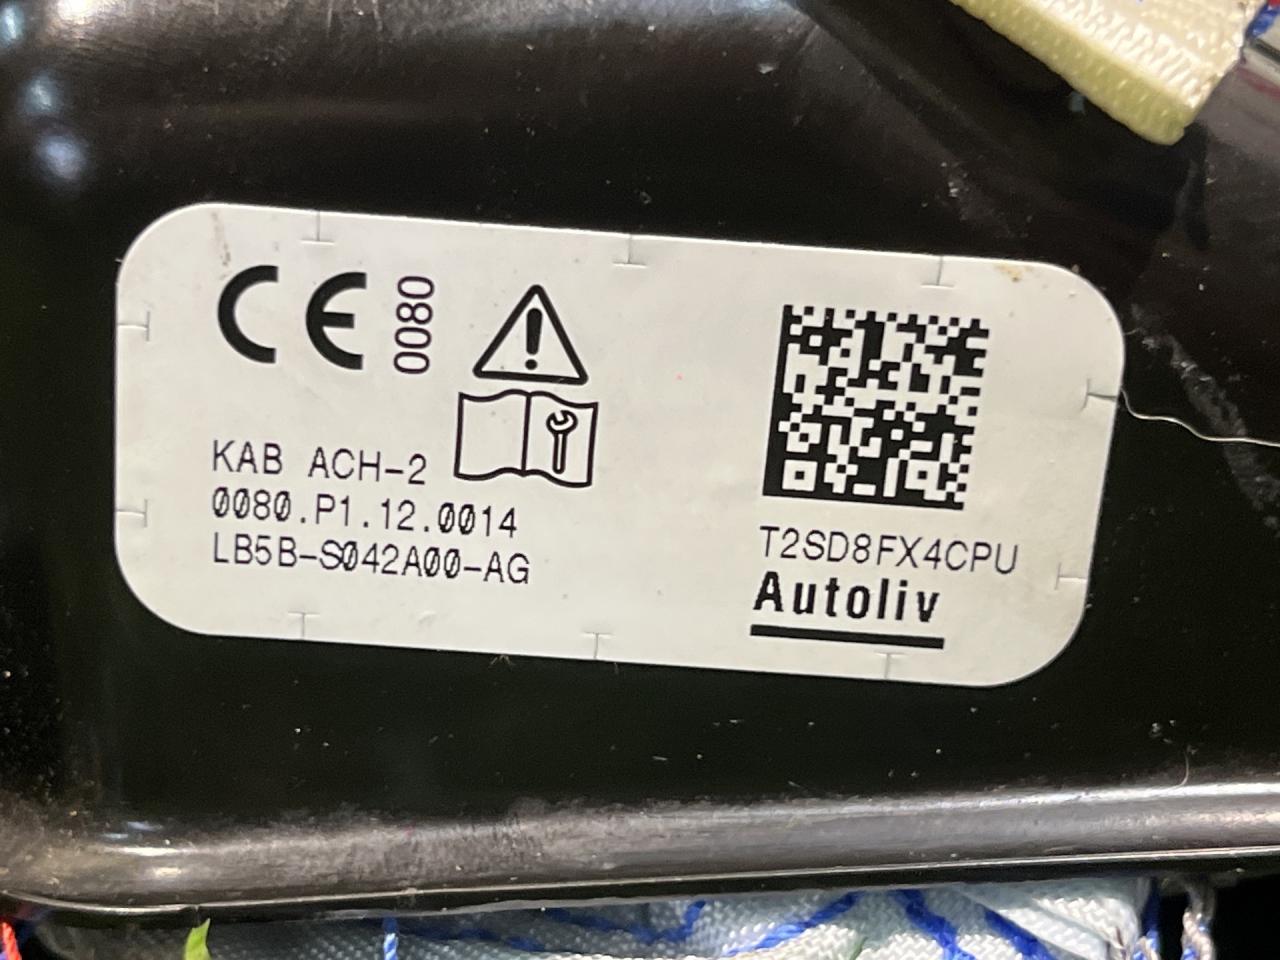 CE 0080
KAB ACH-2
0080.P1.12.0014
LB5B-S042A00-AG
T2SD8FX4CPU
Autoliv